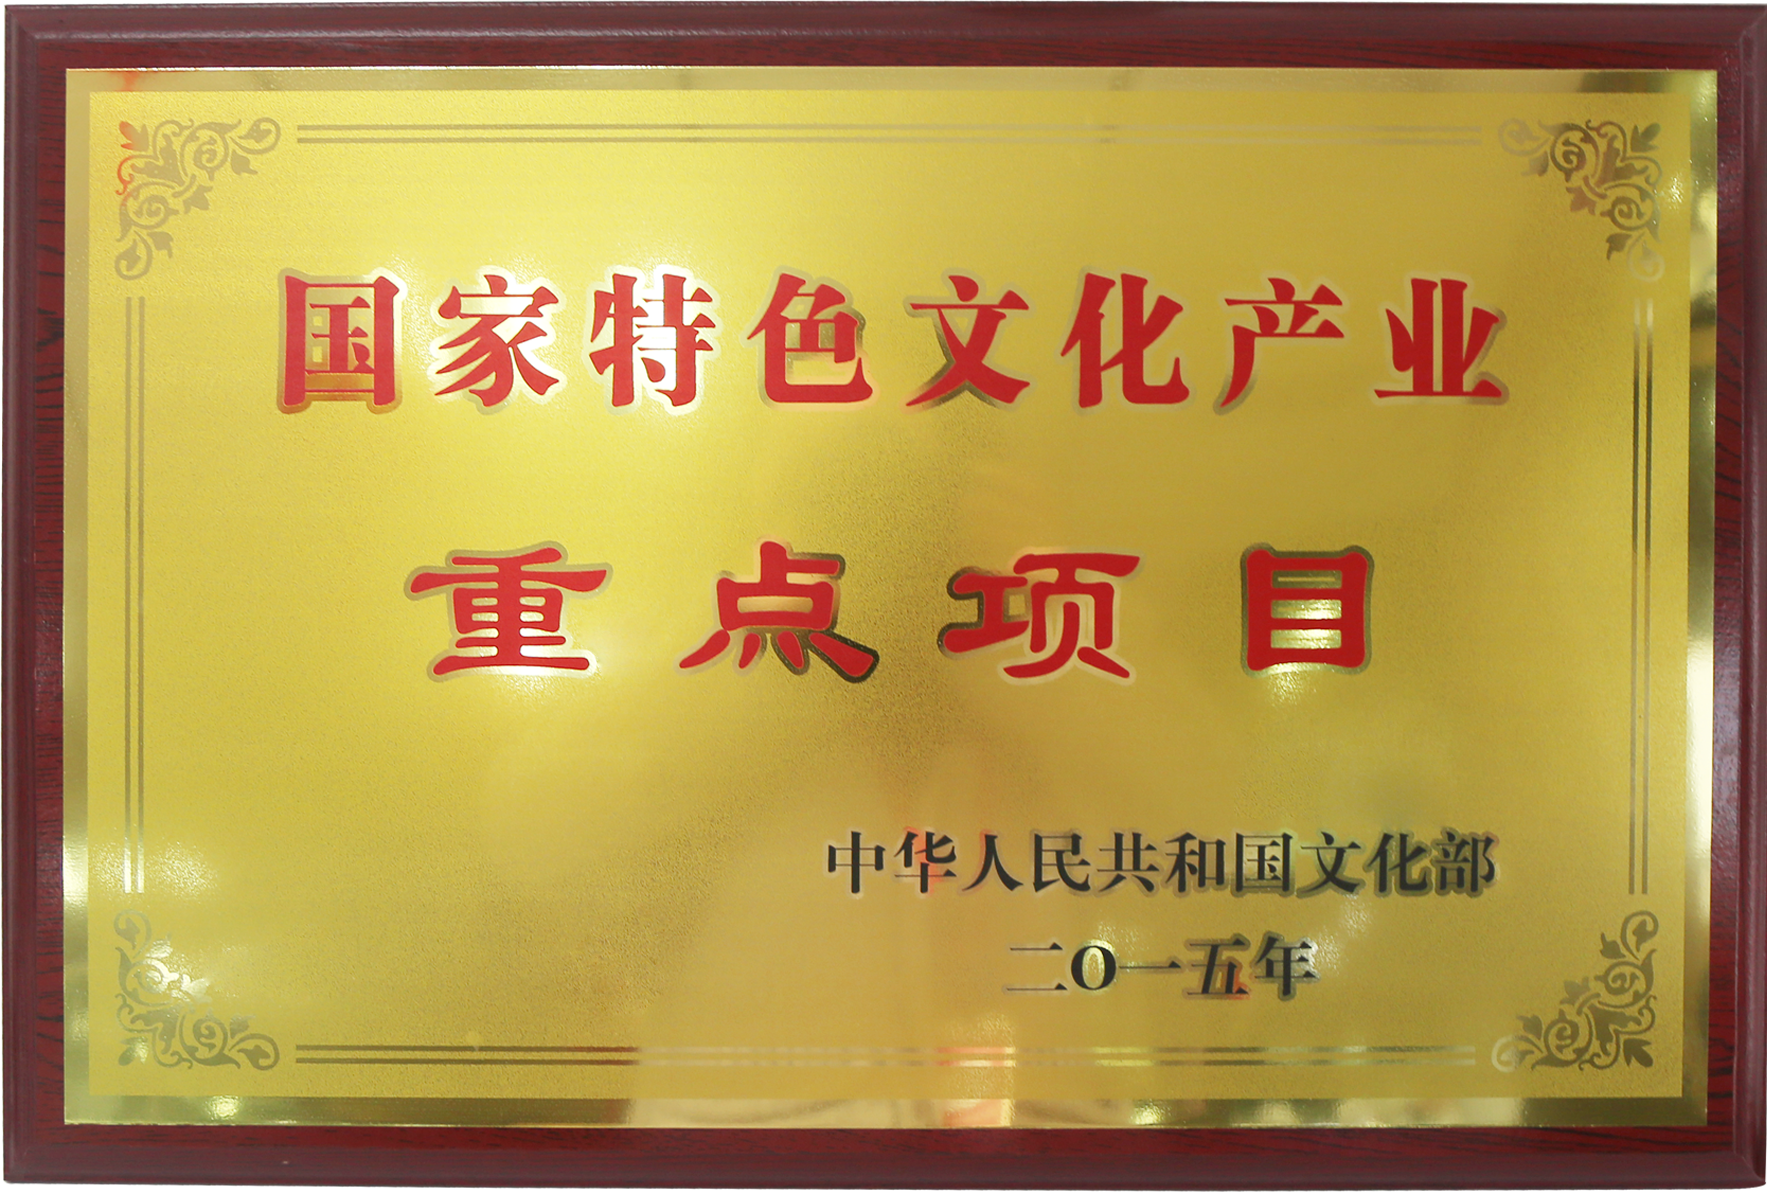 国家特色文化产业
重点项目
中华人民共和国文化部
二O一五年